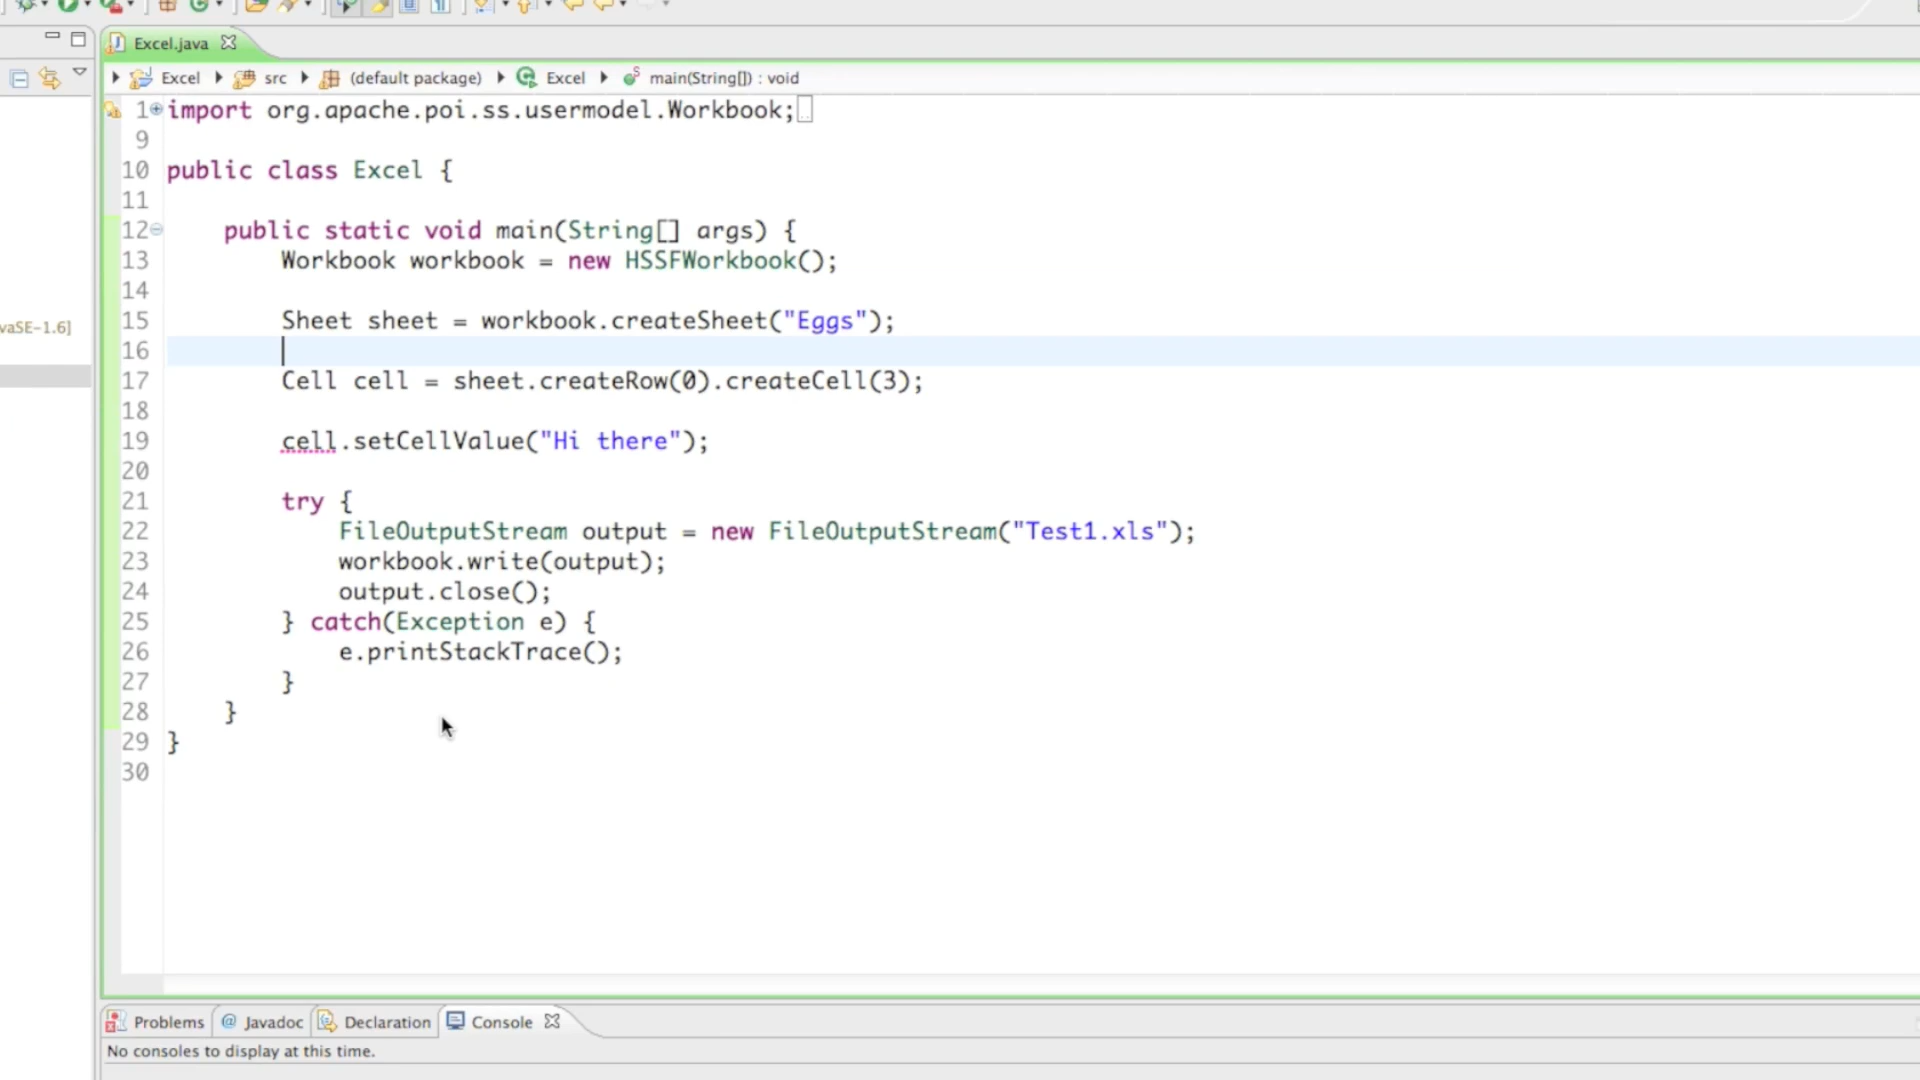 Excel.java
Excel src (default package) Excel main(String[]) : void
1 import org.apache.poi.ss.usermodel.Workbook;
9
10 public class Excel {
11
12 public static void main(String[] args) {
13 Workbook workbook = new HSSFWorkbook();
14
15 Sheet sheet = workbook.createSheet("Eggs");
16
17 Cell cell = sheet.createRow(0).createCell(3);
18
19 cell.setCellValue("Hi there");
20
21 try {
22 FileOutputStream output = new FileOutputStream("Test1.xls");
23 workbook.write(output);
24 output.close();
25 } catch(Exception e) {
26 e.printStackTrace();
27 }
28 }
29 }
30
vaSE-1.6]
Problems @ Javadoc Declaration Console
No consoles to display at this time.